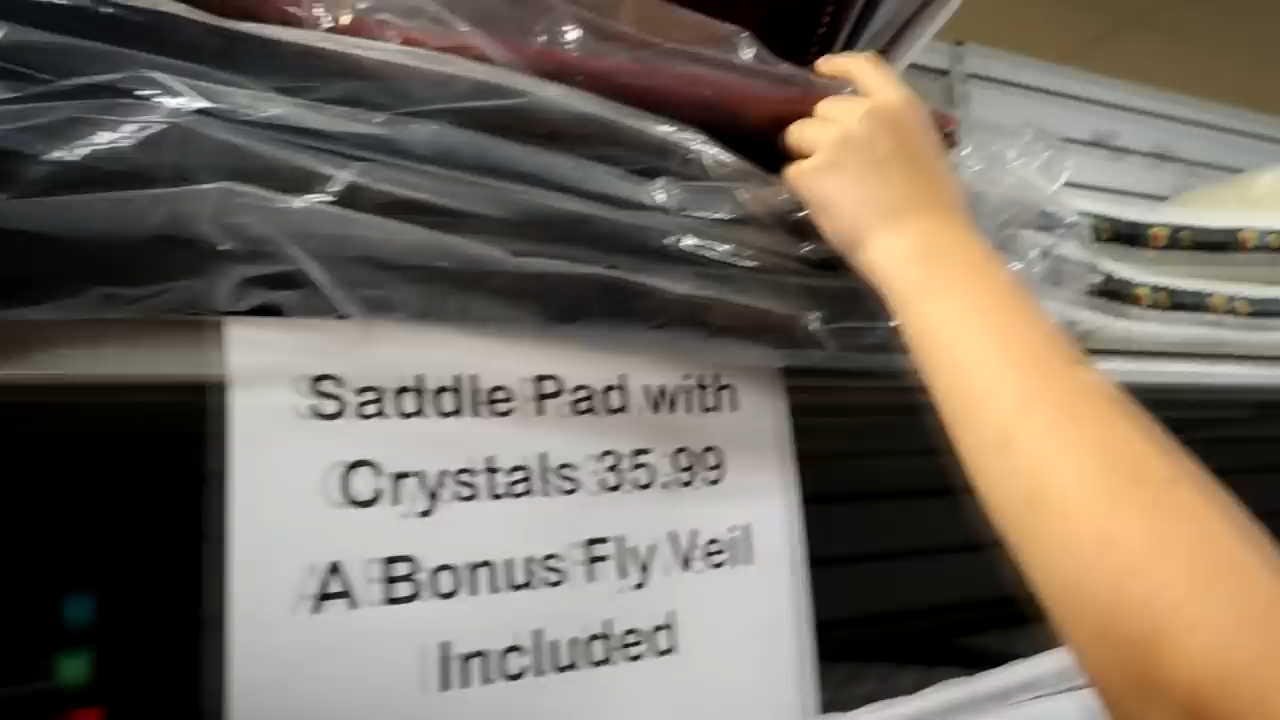 Saddle Pad with
Crystals 35.99
A Bonus Fly Veil
Included